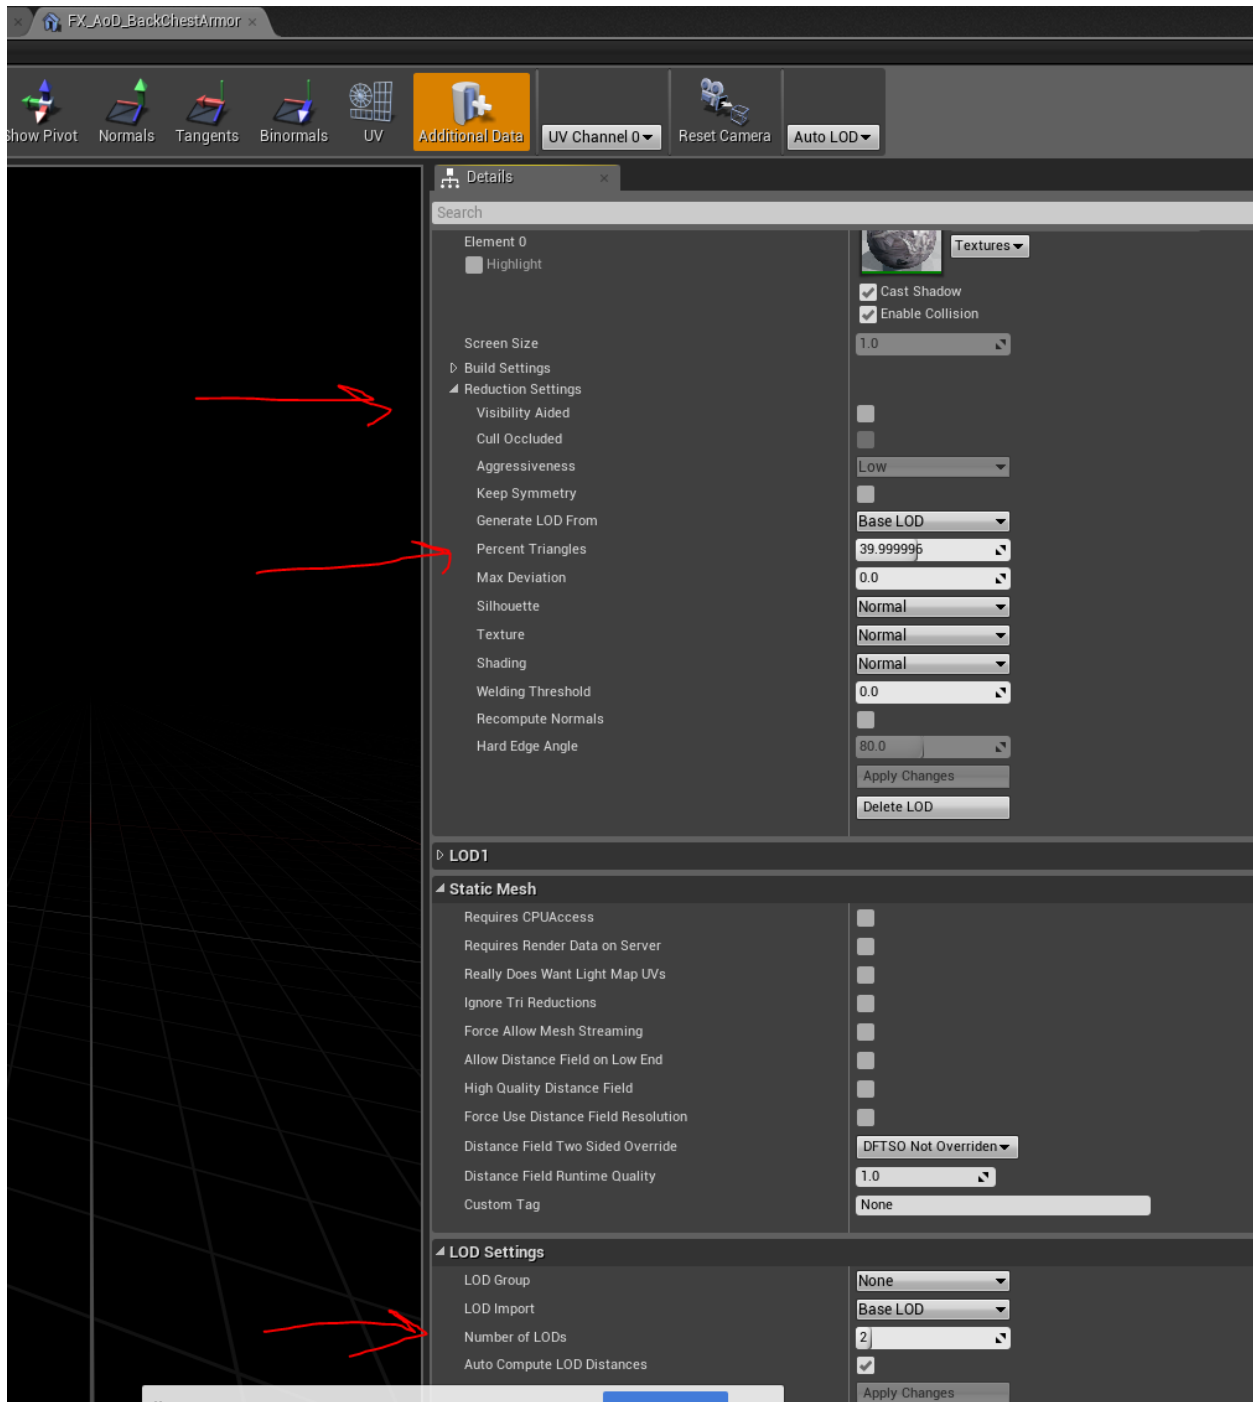 FX_AoD_BackChestArmor
Show Pivot
Normals
Tangents
Binormals
UV
Additional Data
UV Channel 0
Reset Camera
Auto LOD
Details
Search
Element 0
Textures
Highlight
Cast Shadow
Enable Collision
Screen Size 1.0
Build Settings
Reduction Settings
Visibility Aided
Cull Occluded
Aggressiveness Low
Keep Symmetry
Generate LOD From Base LOD
Percent Triangles 39.999996
Max Deviation 0.0
Silhouette Normal
Texture Normal
Shading Normal
Welding Threshold 0.0
Recompute Normals
Hard Edge Angle 80.0
Apply Changes
Delete LOD
LOD1
Static Mesh
Requires CPUAccess
Requires Render Data on Server
Really Does Want Light Map UVs
Ignore Tri Reductions
Force Allow Mesh Streaming
Allow Distance Field on Low End
High Quality Distance Field
Force Use Distance Field Resolution
Distance Field Two Sided Override DFTSO Not Overriden
Distance Field Runtime Quality 1.0
Custom Tag None
LOD Settings
LOD Group None
LOD Import Base LOD
Number of LODs 2
Auto Compute LOD Distances
Apply Changes